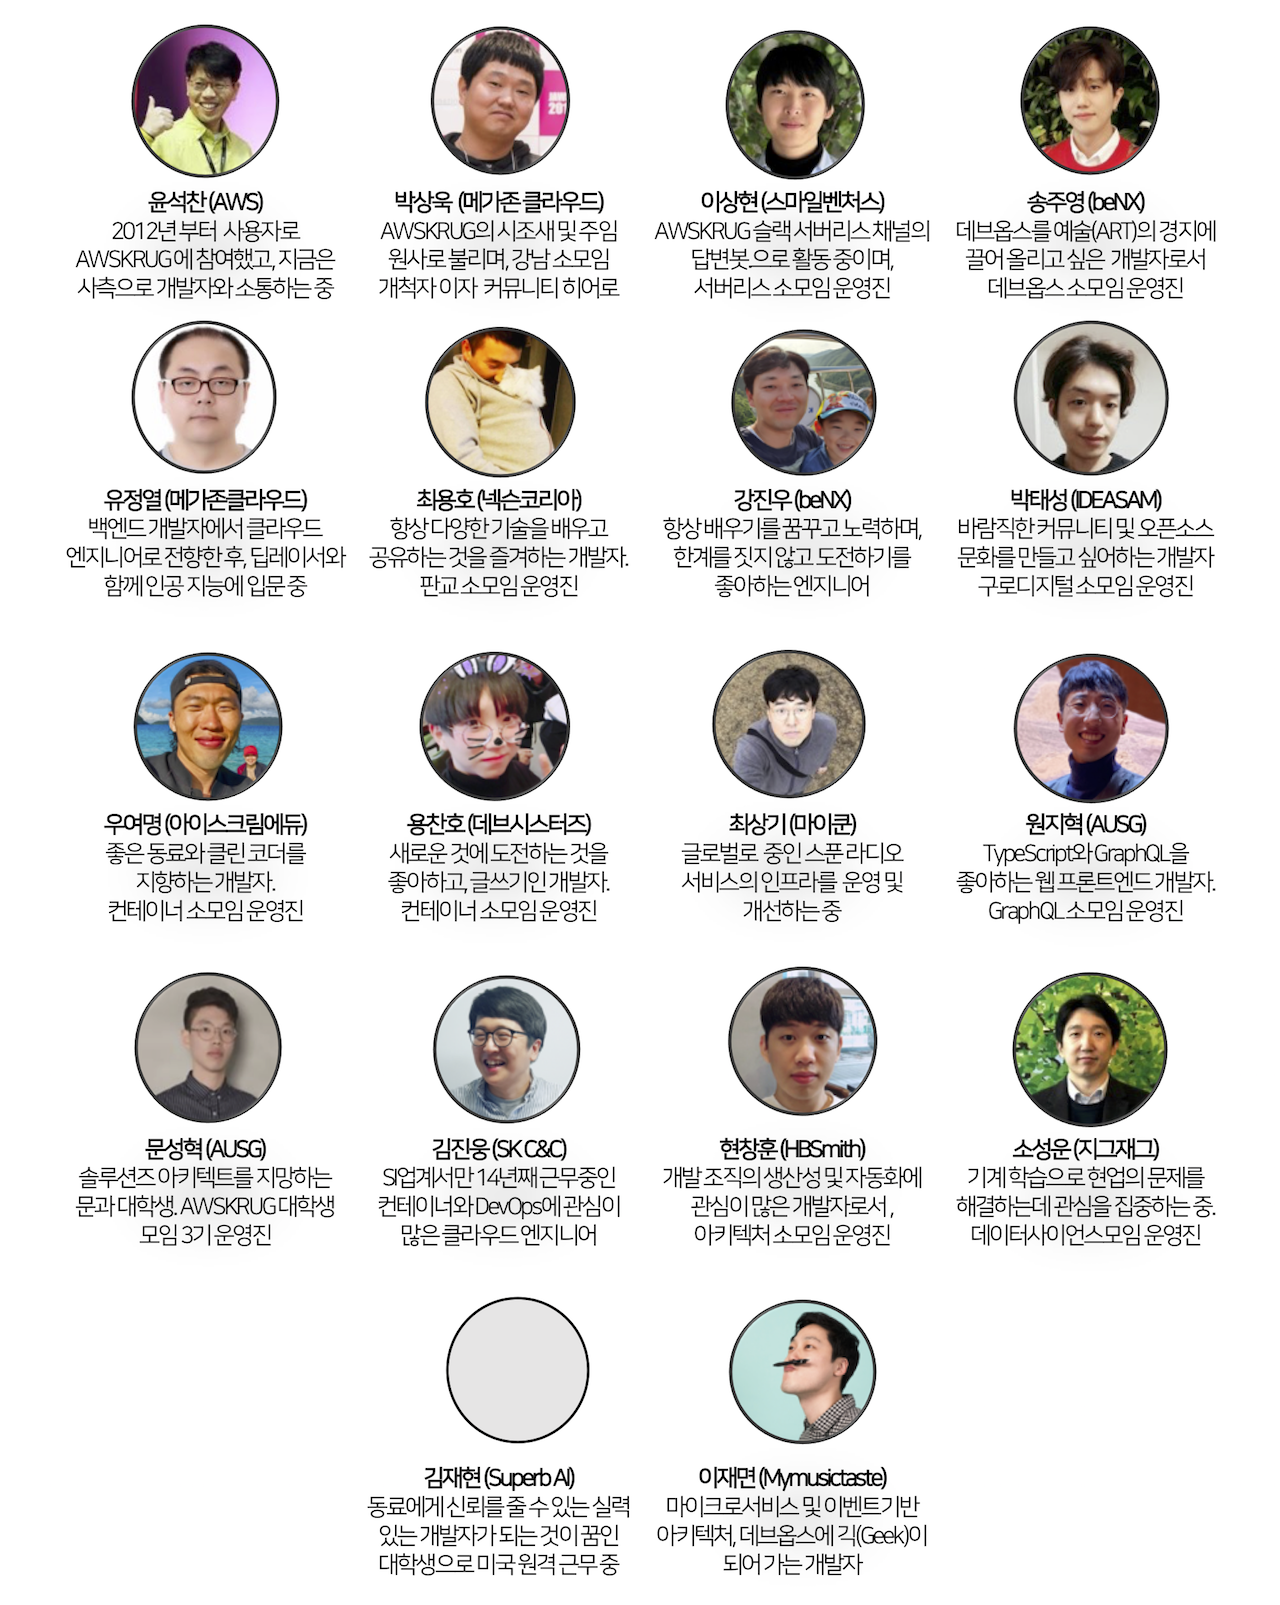 윤석찬 (AWS)
2012년 부터 사용자로
AWSKRUG에 참여했고, 지금은
사측으로 개발자와 소통하는 중
박상욱 (메가존 클라우드)
AWSKRUG의 시조새 및 주임
원사로 불리며, 강남 소모임
개척자 이자 커뮤니티 히어로
이상현 (스마일벤처스)
AWSKRUG 슬랙 서버리스 채널의
답변봇.으로 활동 중이며,
서버리스 소모임 운영진
송주영 (beNX)
데브옵스를 예술(ART)의 경지에
끌어 올리고 싶은 개발자로서
데브옵스 소모임 운영진
유정열 (메가존클라우드)
백엔드 개발자에서 클라우드
엔지니어로 전향한 후, 딥레이서와
함께 인공 지능에 입문 중
최용호 (넥슨코리아)
항상 다양한 기술을 배우고
공유하는 것을 즐겨하는 개발자.
판교 소모임 운영진
강진우 (beNX)
항상 배우기를 꿈꾸고 노력하며,
한계를 짓지 않고 도전하기를
좋아하는 엔지니어
박태성 (IDEASAM)
바람직한 커뮤니티 및 오픈소스
문화를 만들고 싶어하는 개발자
구로디지털 소모임 운영진
우여명 (아이스크림에듀)
좋은 동료와 클린 코더를
지향하는 개발자.
컨테이너 소모임 운영진
용찬호 (데브시스터즈)
새로운 것에 도전하는 것을
좋아하고, 글쓰기인 개발자.
컨테이너 소모임 운영진
최상기 (마이쿤)
글로벌로 중인 스푼 라디오
서비스의 인프라를 운영 및
개선하는 중
원지혁 (AUSG)
TypeScript와 GraphQL을
좋아하는 웹 프론트엔드 개발자.
GraphQL 소모임 운영진
문성혁 (AUSG)
솔루션즈 아키텍트를 지망하는
문과 대학생. AWSKRUG 대학생
모임 3기 운영진
김진웅 (SK C&C)
SI업계서만 14년째 근무중인
컨테이너와 DevOps에 관심이
많은 클라우드 엔지니어
현창훈 (HBSmith)
개발 조직의 생산성 및 자동화에
관심이 많은 개발자로서 ,
아키텍처 소모임 운영진
소성운 (지그재그)
기계 학습으로 현업의 문제를
해결하는데 관심을 집중하는 중.
데이터사이언스모임 운영진
김재현 (Superb AI)
동료에게 신뢰를 줄 수 있는 실력
있는 개발자가 되는 것이 꿈인
대학생으로 미국 원격 근무 중
이재면 (Mymusictaste)
마이크로서비스 및 이벤트기반
아키텍처, 데브옵스에 긱(Geek)이
되어 가는 개발자